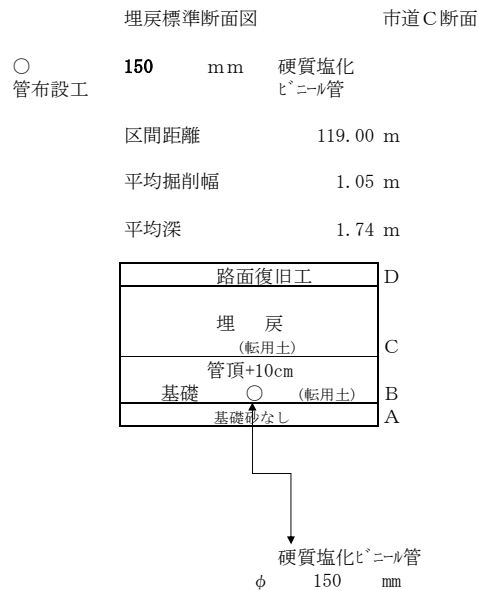 埋戻標準断面図 市道Ｃ断面
○ 150 ｍｍ 硬質塩化
管布設工 ﾋﾞﾆｰﾙ管
区間距離 119.00 ｍ
平均掘削幅 1.05 ｍ
平均深 1.74 ｍ
路面復旧工 D
埋 戻
(転用土) C
管頂+10cm
基礎 ○ (転用土) B
基礎砂なし A
硬質塩化ﾋﾞﾆｰﾙ管
φ 150 ㎜